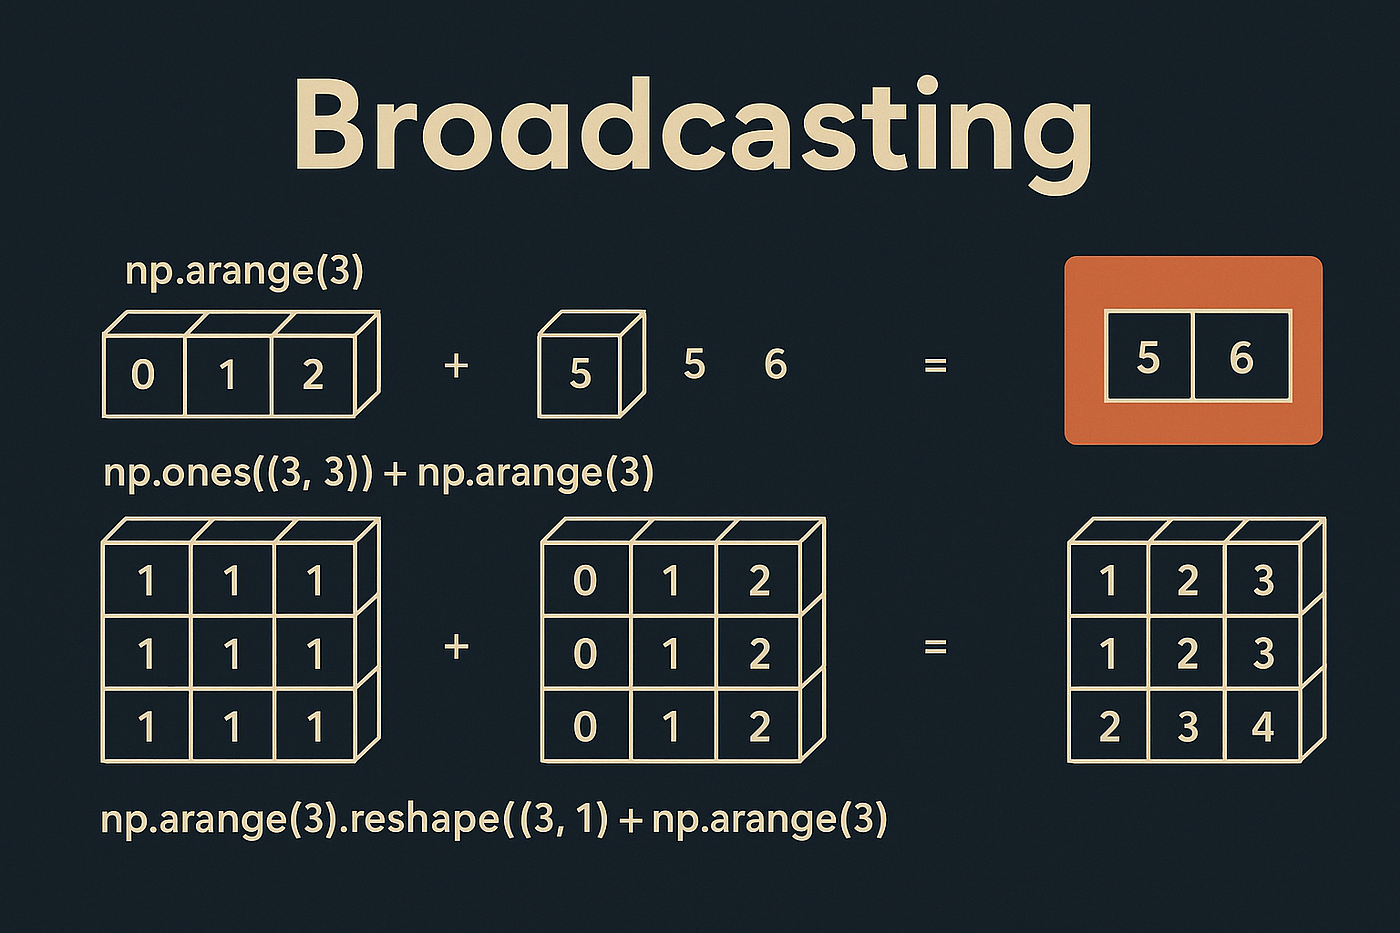 Broadcasting
np.arange(3)
0 1 2 + 5 5 6 = 5 6
np.ones((3, 3)) + np.arange(3)
1 1 1 0 1 2 1 2 3
1 1 1 + 0 1 2 = 1 2 3
1 1 1 0 1 2 2 3 4
np.arange(3).reshape((3, 1) + np.arange(3)